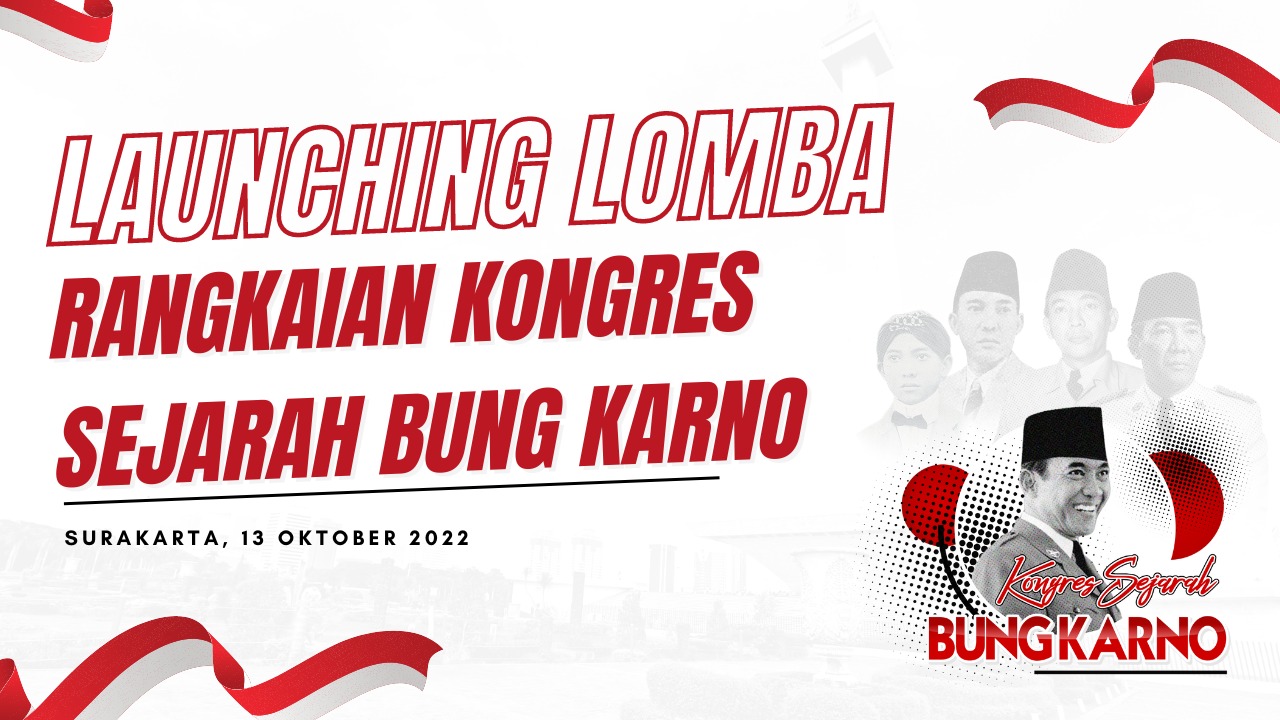 LAUNCHING LOMBA
RANGKAIAN KONGRES
SEJARAH BUNG KARNO
SURAKARTA, 13 OKTOBER 2022
Kongres Sejarah
BUNGKARNO